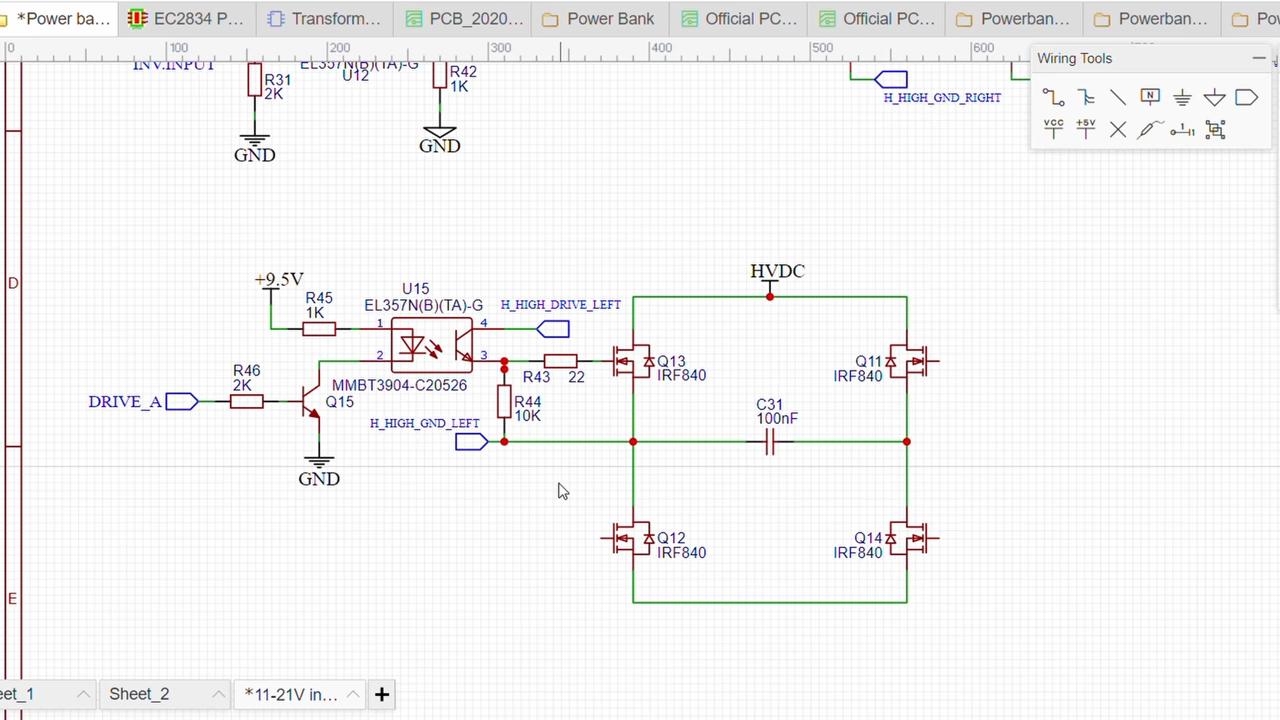 *Power ba...
EC2834 P...
Transform...
PCB_2020...
Power Bank
Official PC...
Official PC...
Powerban...
Powerban...
0 100 200 300 400 500 600
Wiring Tools
N
VCC
+5V
INV.INPUT
R31
2K
GND
EL357N(B)(TA)-G
U12
R42
1K
GND
H_HIGH_GND_RIGHT
D
E
+9.5V
R45
1K
U15
EL357N(B)(TA)-G
1
2
4
3
H_HIGH_DRIVE_LEFT
HVDC
R43
22
Q13
IRF840
Q11
IRF840
R46
2K
DRIVE_A
MMBT3904-C20526
Q15
R44
10K
H_HIGH_GND_LEFT
C31
100nF
GND
Q12
IRF840
Q14
IRF840
eet_1
Sheet_2
*11-21V in...
+